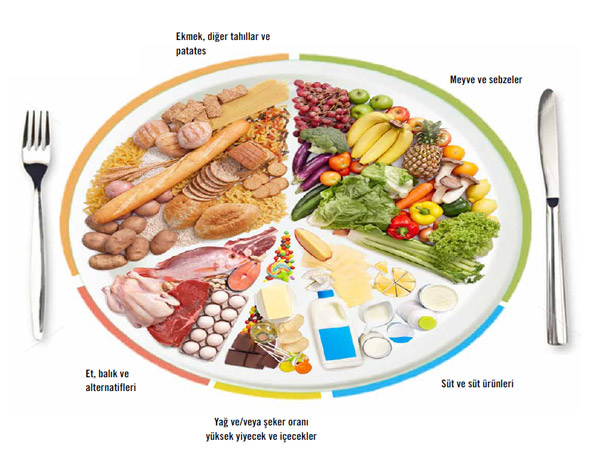 Ekmek, diğer tahıllar ve
patates
Meyve ve sebzeler
Et, balık ve
alternatifleri
Süt ve süt ürünleri
Yağ ve/veya şeker oranı
yüksek yiyecek ve içecekler